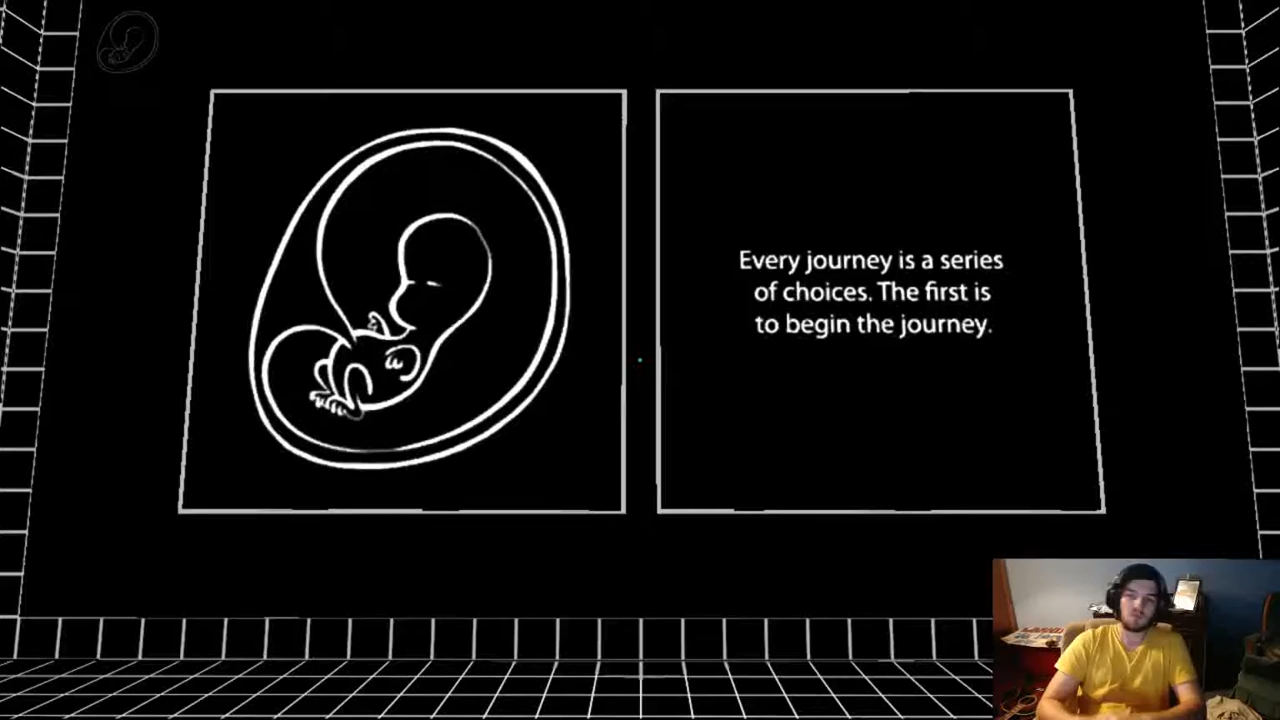 Every journey is a series
of choices. The first is
to begin the journey.